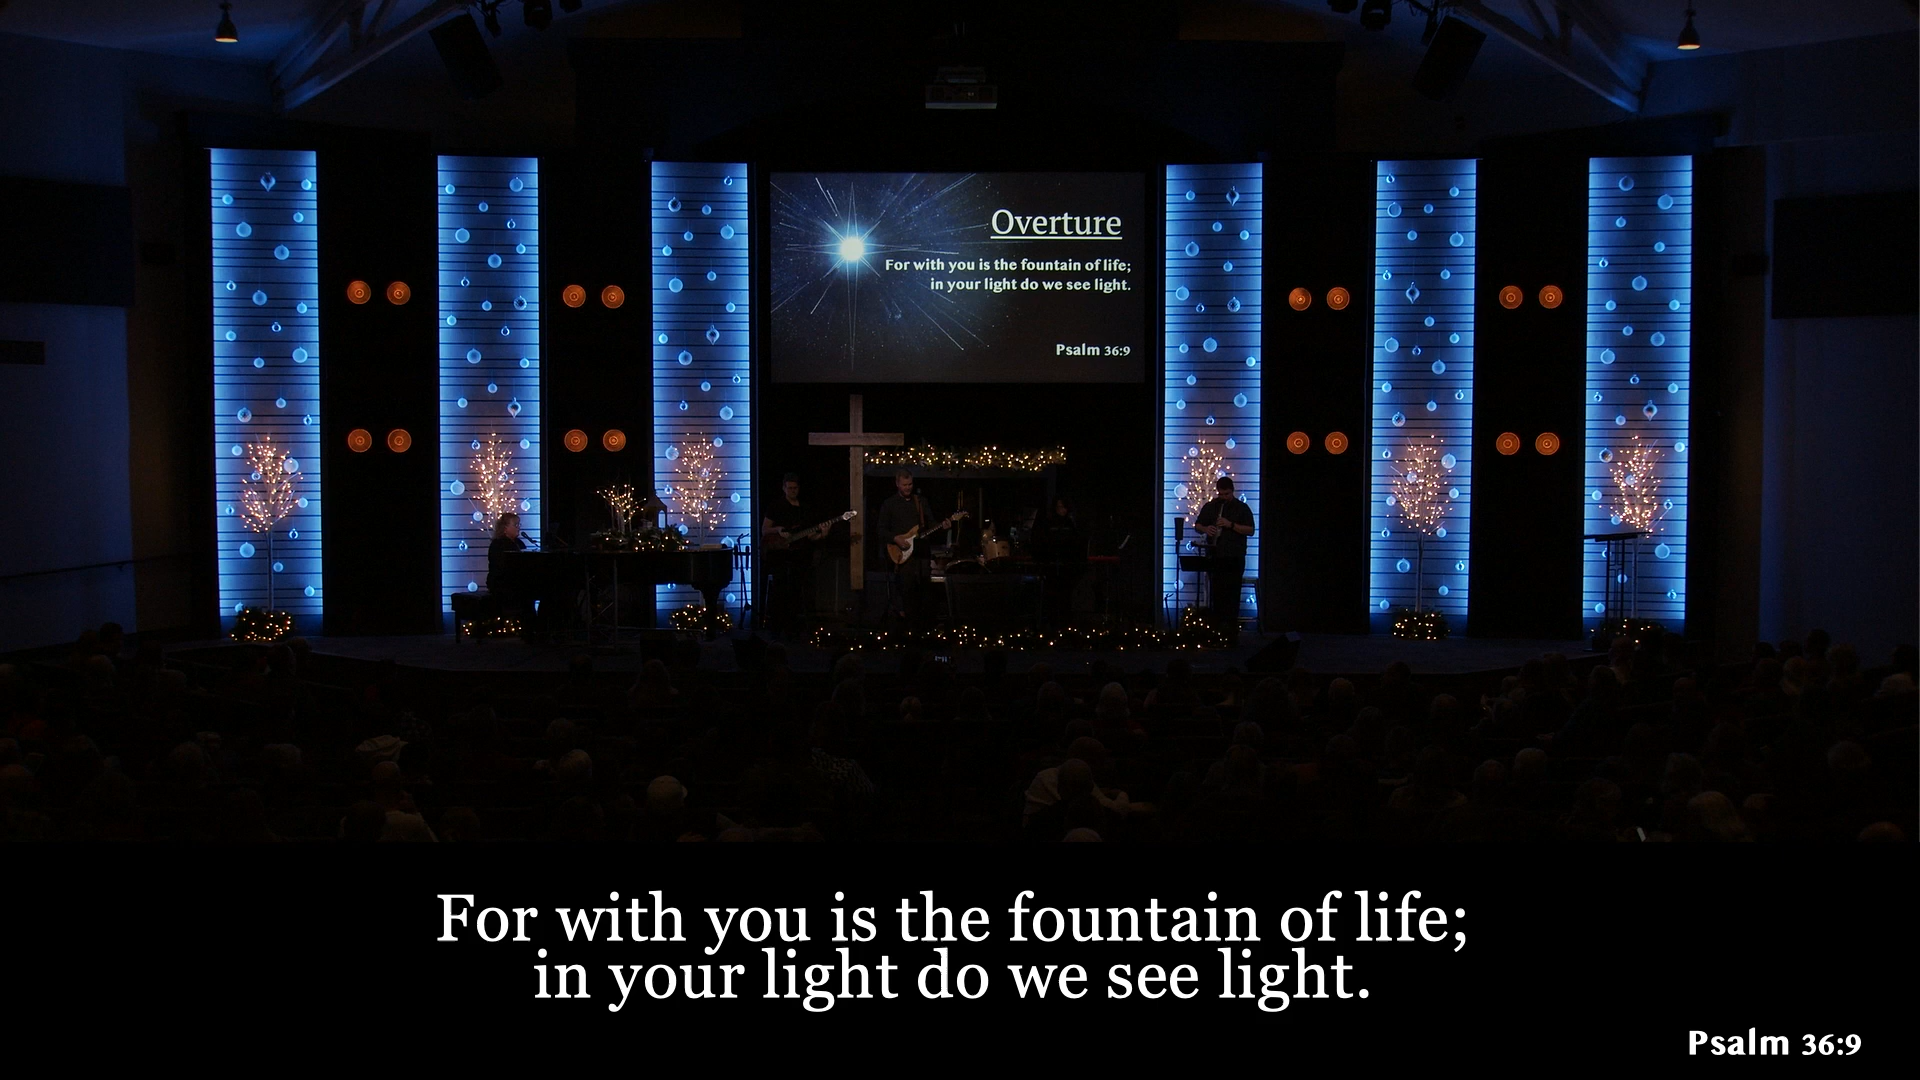 Overture
For with you is the fountain of life;
in your light do we see light.
Psalm 36:9
For with you is the fountain of life;
in your light do we see light.
Psalm 36:9